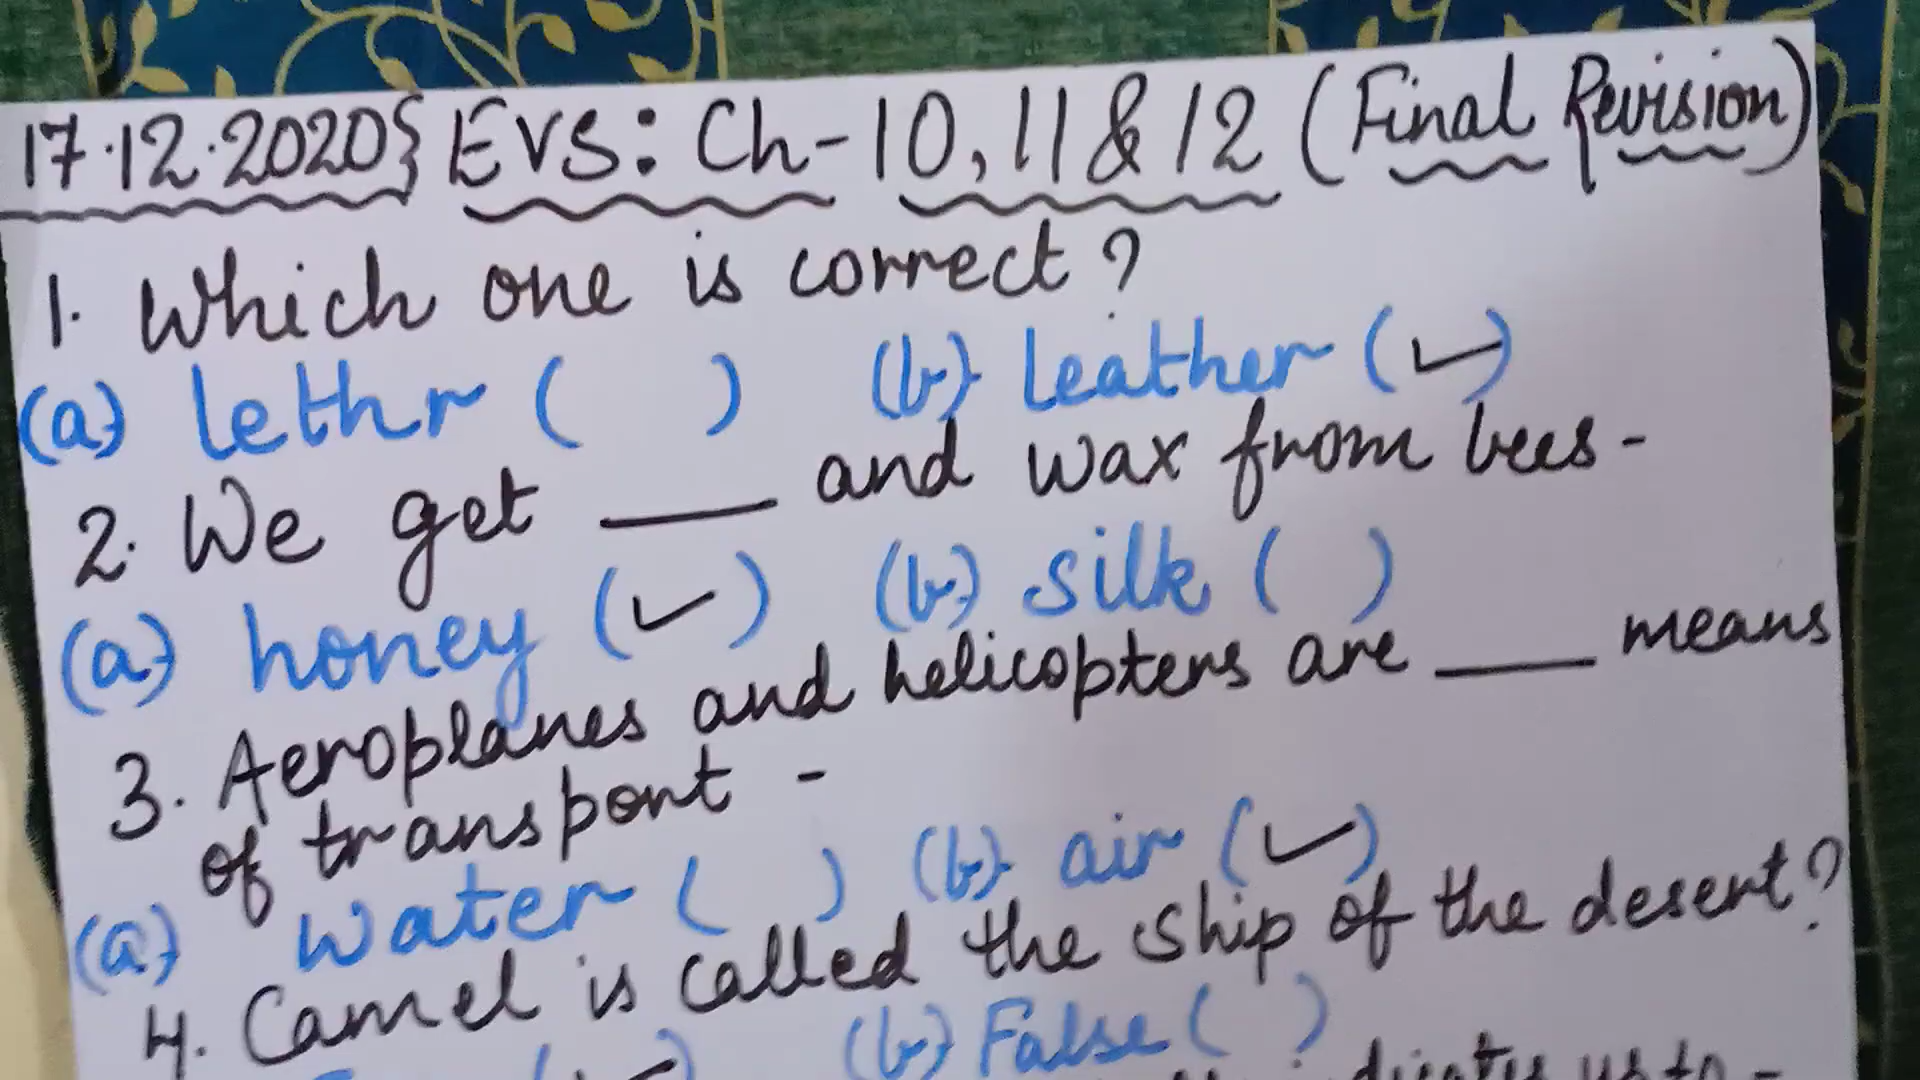 17.12.2020} EVS: Ch-10, 11 & 12 (Final Revision)
1. Which one is correct?
(a) lethr ( ) (b) leather (✓)
2. We get ___ and wax from bees-
(a) honey (✓) (b) silk ( )
3. Aeroplanes and helicopters are ___ means
of transport -
(a) water ( ) (b) air (✓)
4. Camel is called the ship of the desert?
(✓) (b) False ( )
us to-